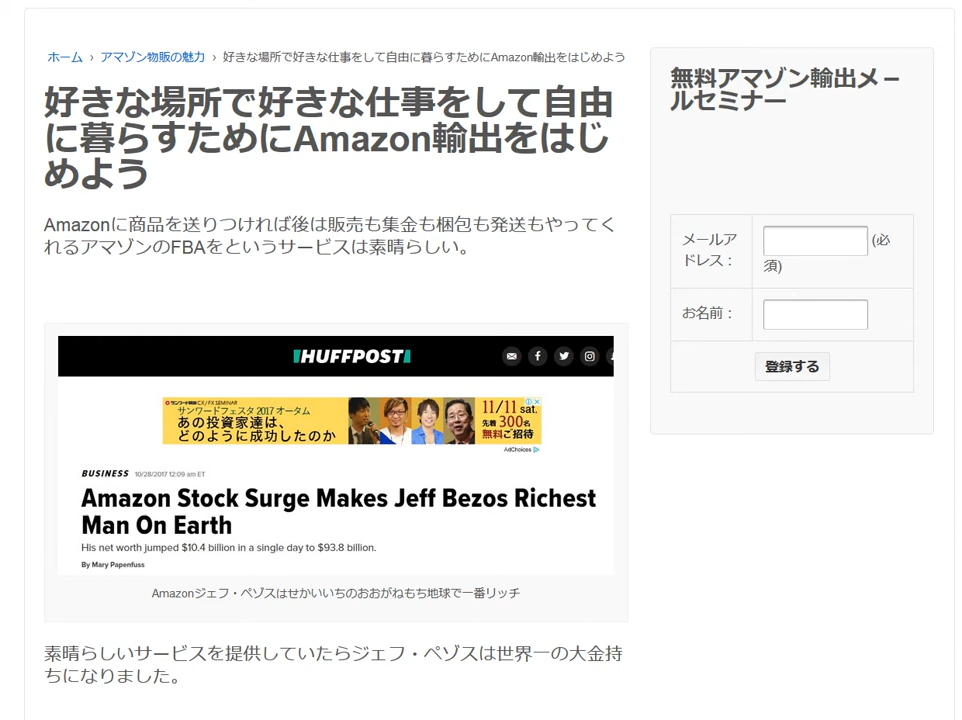 ホーム › アマゾン物販の魅力 › 好きな場所で好きな仕事をして自由に暮らすためにAmazon輸出をはじめよう
好きな場所で好きな仕事をして自由
に暮らすためにAmazon輸出をはじ
めよう
Amazonに商品を送りつければ後は販売も集金も梱包も発送もやってく
れるアマゾンのFBAをというサービスは素晴らしい。
HUFFPOST
サンワード貿易 CX/FX SEMINAR
サンワードフェスタ 2017 オータム
あの投資家達は、
どのように成功したのか
11/11 sat.
先着300名
無料ご招待
AdChoices
BUSINESS 10/28/2017 12:09 am ET
Amazon Stock Surge Makes Jeff Bezos Richest
Man On Earth
His net worth jumped $10.4 billion in a single day to $93.8 billion.
By Mary Papenfuss
Amazonジェフ・ペゾスはせかいいちのおおがねもち地球で一番リッチ
素晴らしいサービスを提供していたらジェフ・ペゾスは世界一の大金持
ちになりました。
無料アマゾン輸出メー
ルセミナー
メールア
ドレス：
(必
須)
お名前：
登録する